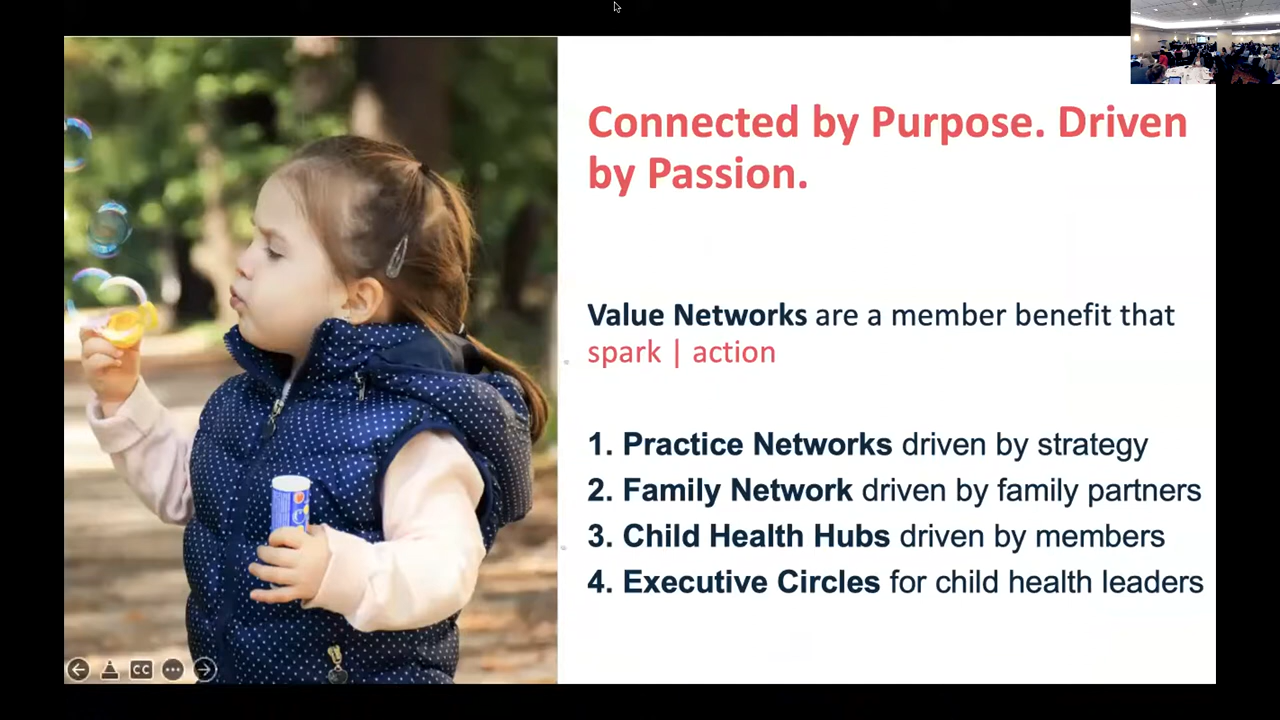 Connected by Purpose. Driven
by Passion.
Value Networks are a member benefit that
spark | action
1. Practice Networks driven by strategy
2. Family Network driven by family partners
3. Child Health Hubs driven by members
4. Executive Circles for child health leaders
CC